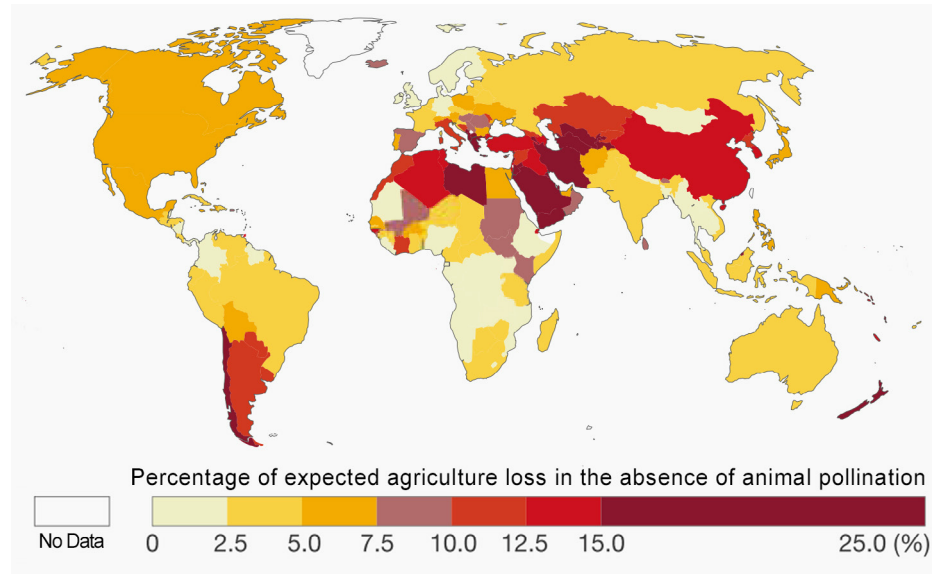 Percentage of expected agriculture loss in the absence of animal pollination
No Data
0 2.5 5.0 7.5 10.0 12.5 15.0 25.0 (%)